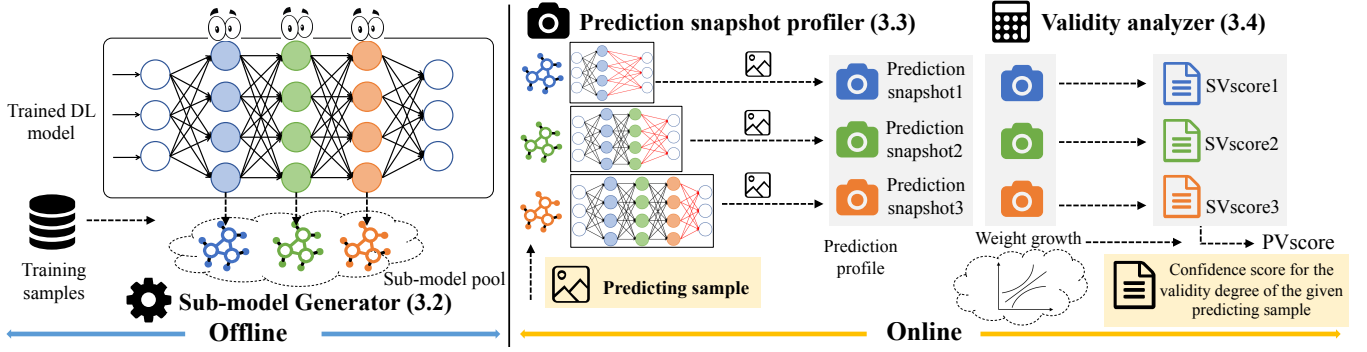 Trained DL
model
Training
samples
Sub-model pool
Sub-model Generator (3.2)
Offline
Prediction snapshot profiler (3.3)
Prediction
snapshot1
Prediction
snapshot2
Prediction
snapshot3
Prediction
profile
Predicting sample
Validity analyzer (3.4)
SVscore1
SVscore2
SVscore3
Weight growth
PVscore
Confidence score for the
validity degree of the given
predicting sample
Online